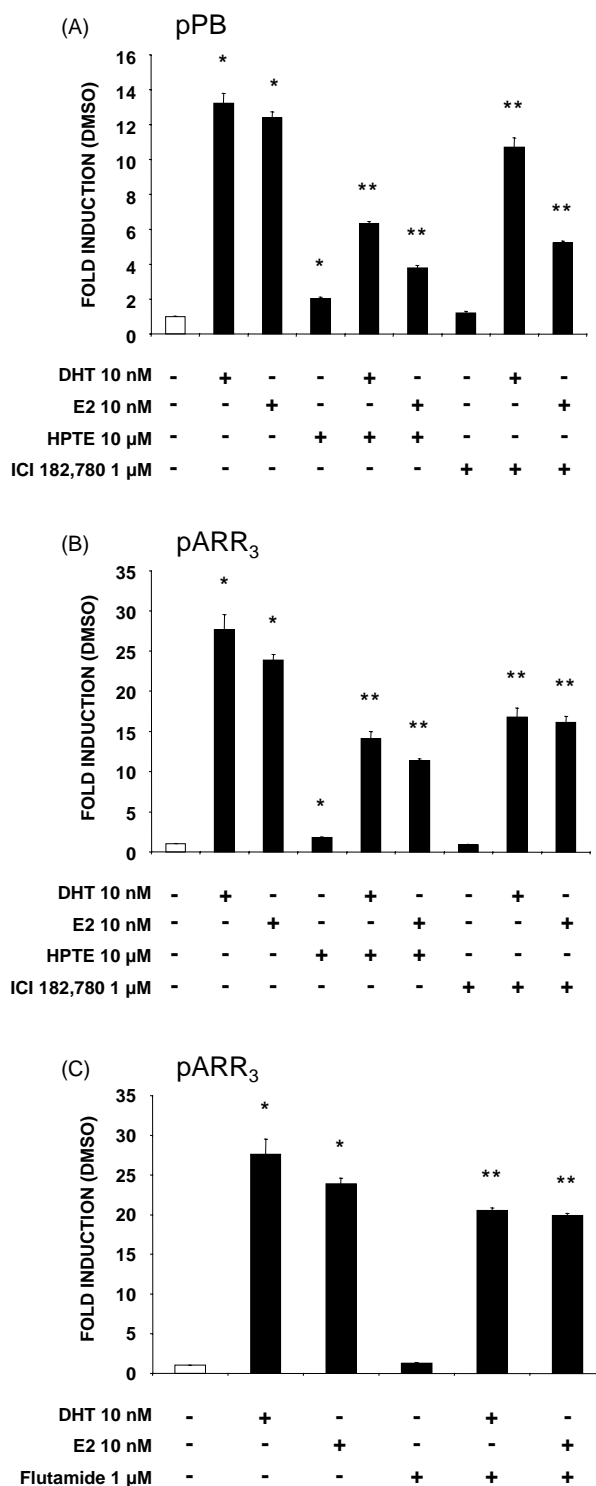 (A) pPB
FOLD INDUCTION (DMSO)
16
14
12
10
8
6
4
2
0
* * * ** ** ** **
DHT 10 nM - + - - + - - + -
E2 10 nM - - + - - + - - +
HPTE 10 µM - - - + + + - - -
ICI 182,780 1 µM - - - - - - + + +
(B) pARR3
FOLD INDUCTION (DMSO)
35
30
25
20
15
10
5
0
* * * ** ** ** **
DHT 10 nM - + - - + - - + -
E2 10 nM - - + - - + - - +
HPTE 10 µM - - - + + + - - -
ICI 182,780 1 µM - - - - - - + + +
(C) pARR3
FOLD INDUCTION (DMSO)
35
30
25
20
15
10
5
0
* * ** **
DHT 10 nM - + - - + -
E2 10 nM - - + - - +
Flutamide 1 µM - - - + + +